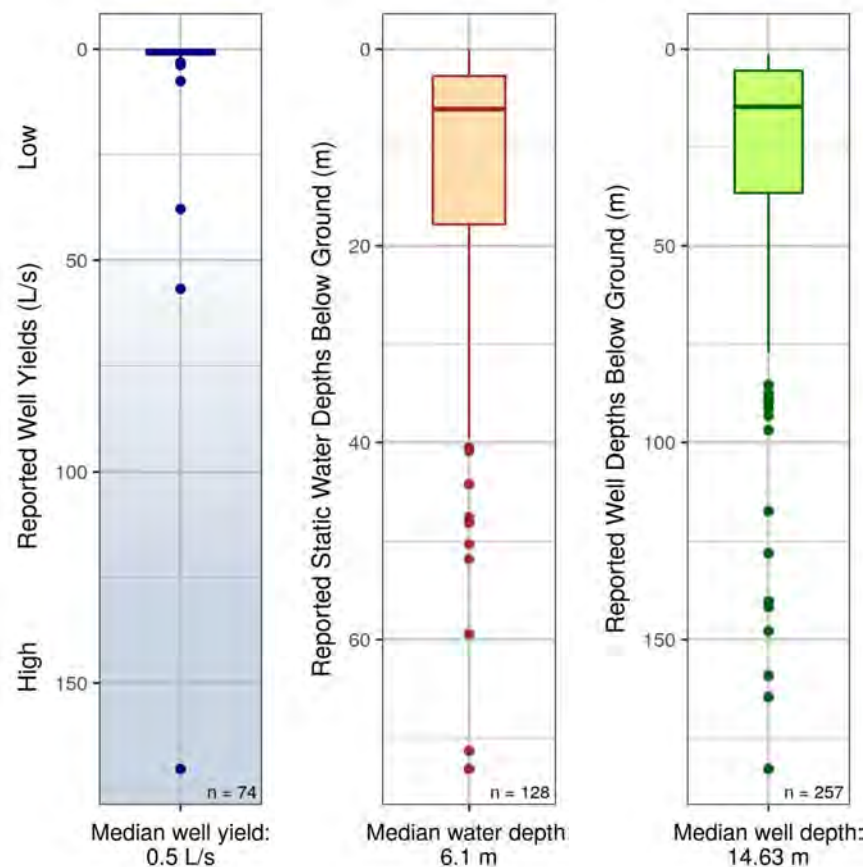 Reported Well Yields (L/s)
Low
High
0
50
100
150
n = 74
Median well yield:
0.5 L/s
Reported Static Water Depths Below Ground (m)
0
20
40
60
n = 128
Median water depth
6.1 m
Reported Well Depths Below Ground (m)
0
50
100
150
n = 257
Median well depth:
14.63 m